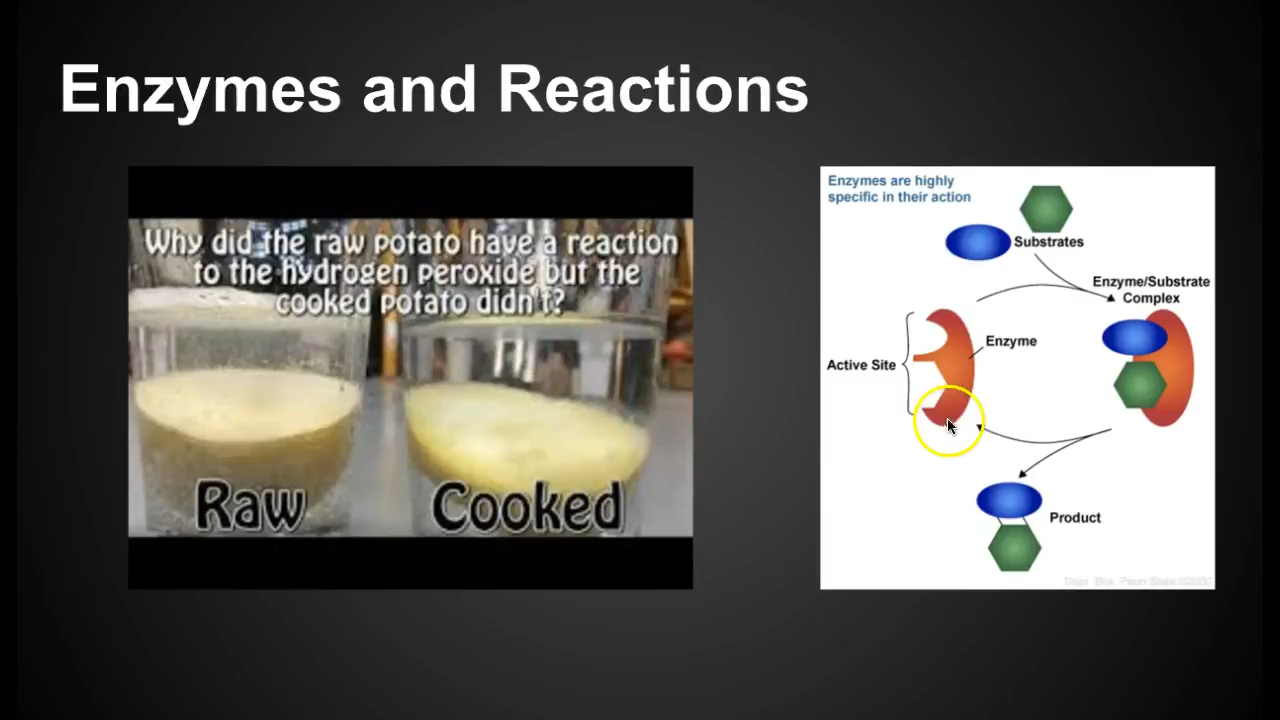 Enzymes and Reactions
Why did the raw potato have a reaction
to the hydrogen peroxide but the
cooked potato didn't?
Raw
Cooked
Enzymes are highly
specific in their action
Substrates
Enzyme/Substrate
Complex
Enzyme
Active Site
Product